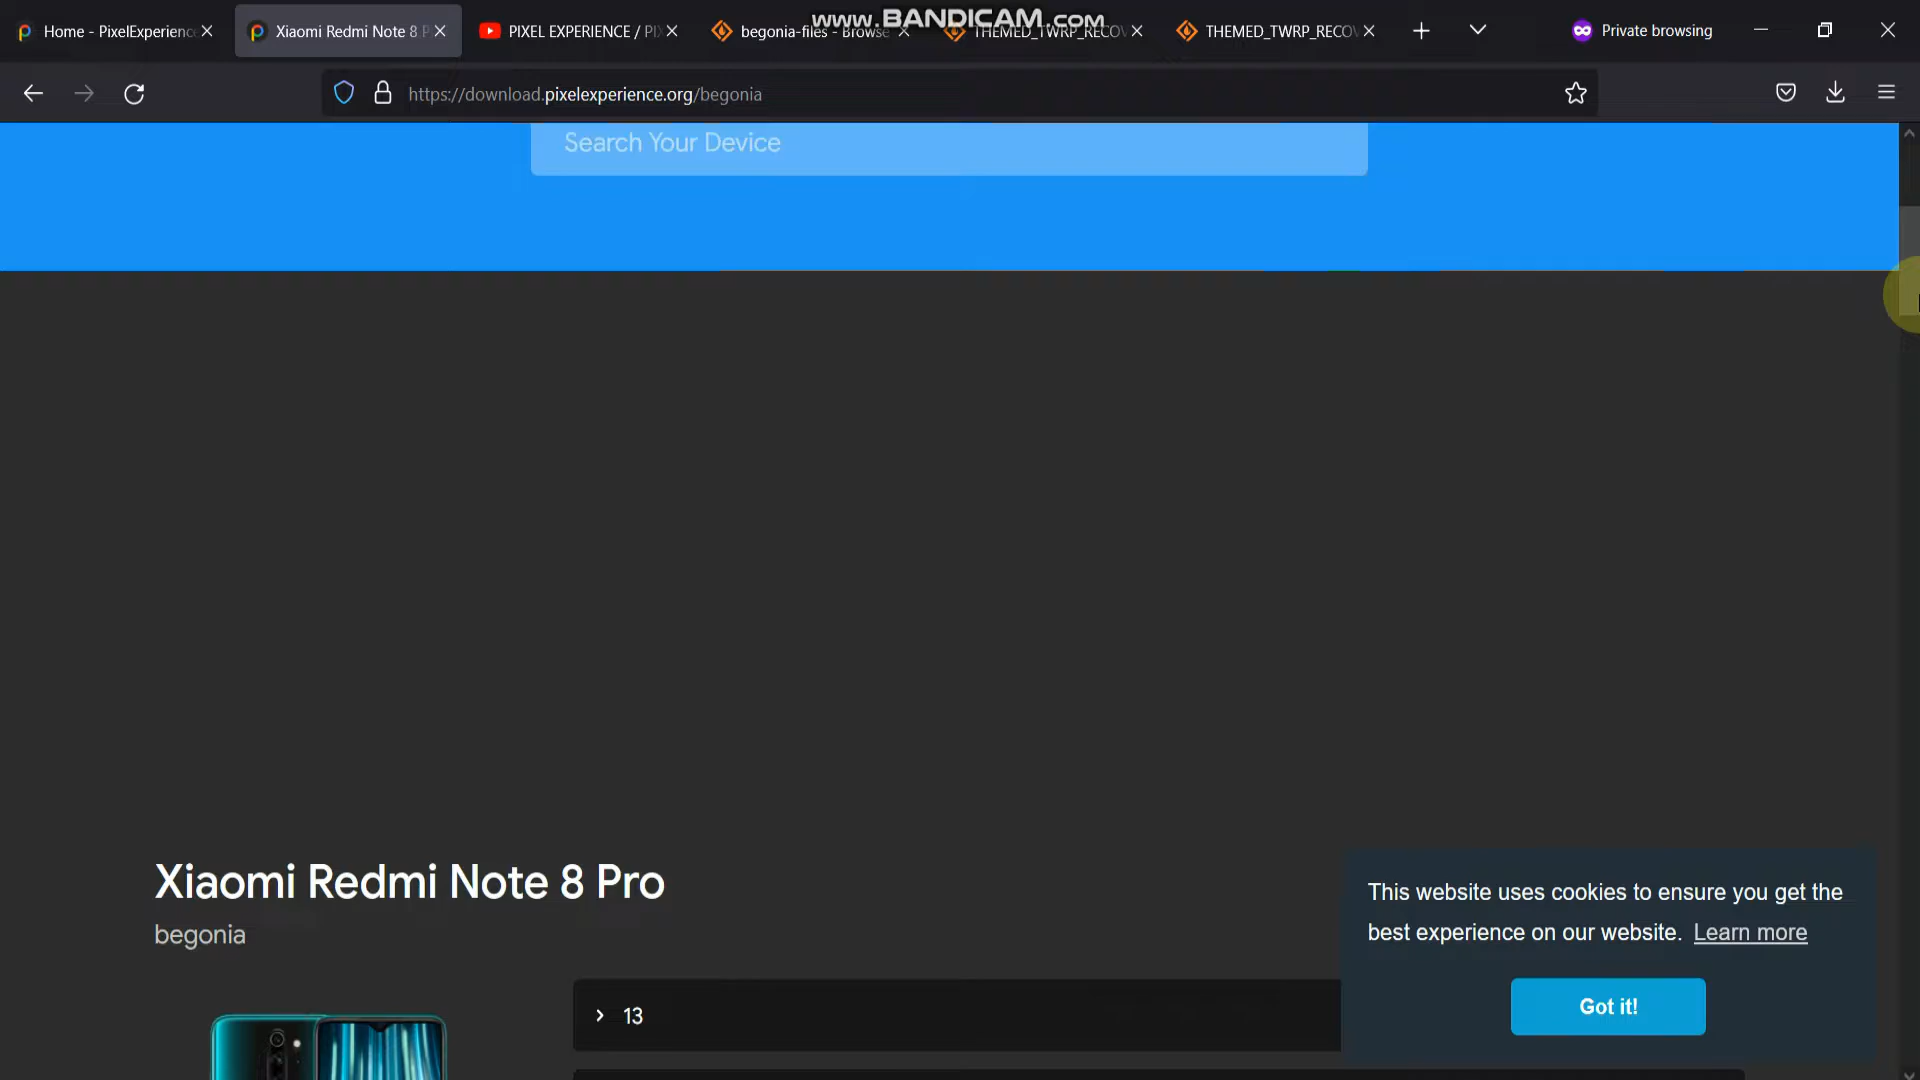 www.BANDICAM.com
Home - PixelExperienc
Xiaomi Redmi Note 8 P
PIXEL EXPERIENCE / PI
begonia-files - Browse
THEMED_TWRP_RECOV
THEMED_TWRP_RECOV
Private browsing
https://download.pixelexperience.org/begonia
Search Your Device
Xiaomi Redmi Note 8 Pro
begonia
13
This website uses cookies to ensure you get the
best experience on our website. Learn more
Got it!